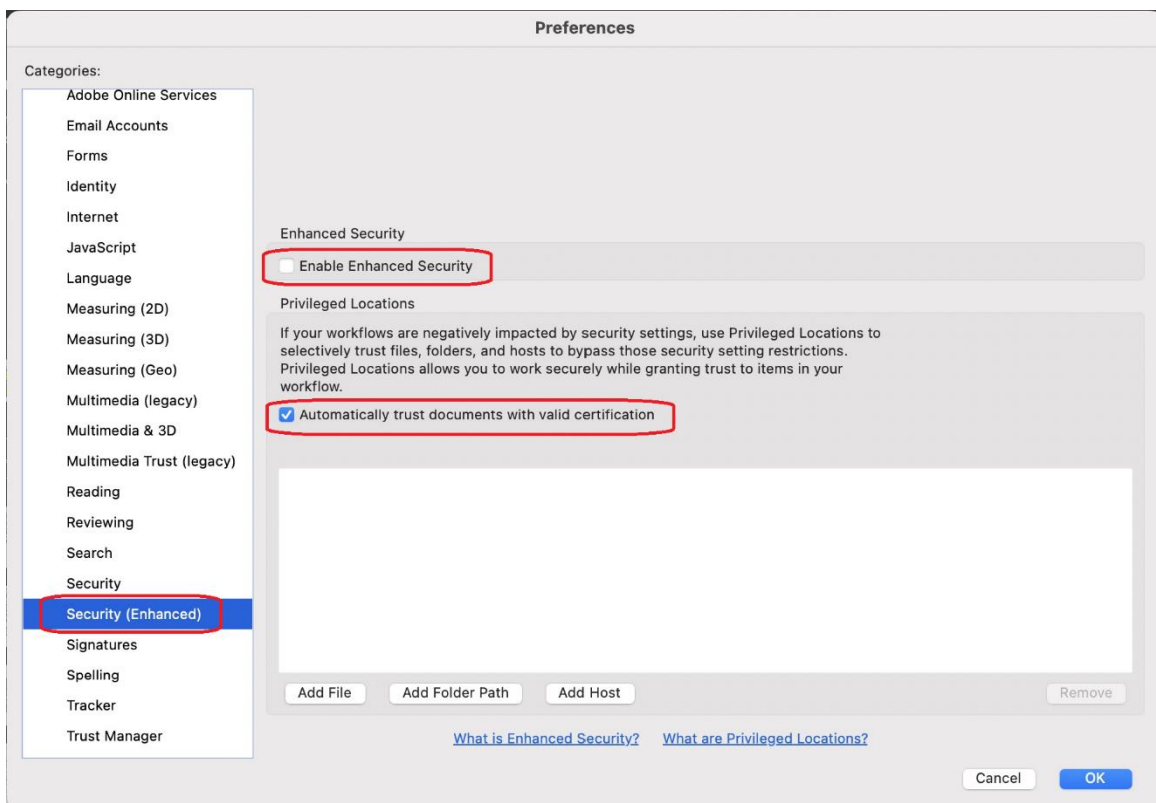 Preferences
Categories:
Adobe Online Services
Email Accounts
Forms
Identity
Internet
JavaScript
Language
Measuring (2D)
Measuring (3D)
Measuring (Geo)
Multimedia (legacy)
Multimedia & 3D
Multimedia Trust (legacy)
Reading
Reviewing
Search
Security
Security (Enhanced)
Signatures
Spelling
Tracker
Trust Manager
Enhanced Security
Enable Enhanced Security
Privileged Locations
If your workflows are negatively impacted by security settings, use Privileged Locations to
selectively trust files, folders, and hosts to bypass those security setting restrictions.
Privileged Locations allows you to work securely while granting trust to items in your
workflow.
Automatically trust documents with valid certification
Add File Add Folder Path Add Host Remove
What is Enhanced Security? What are Privileged Locations?
Cancel OK